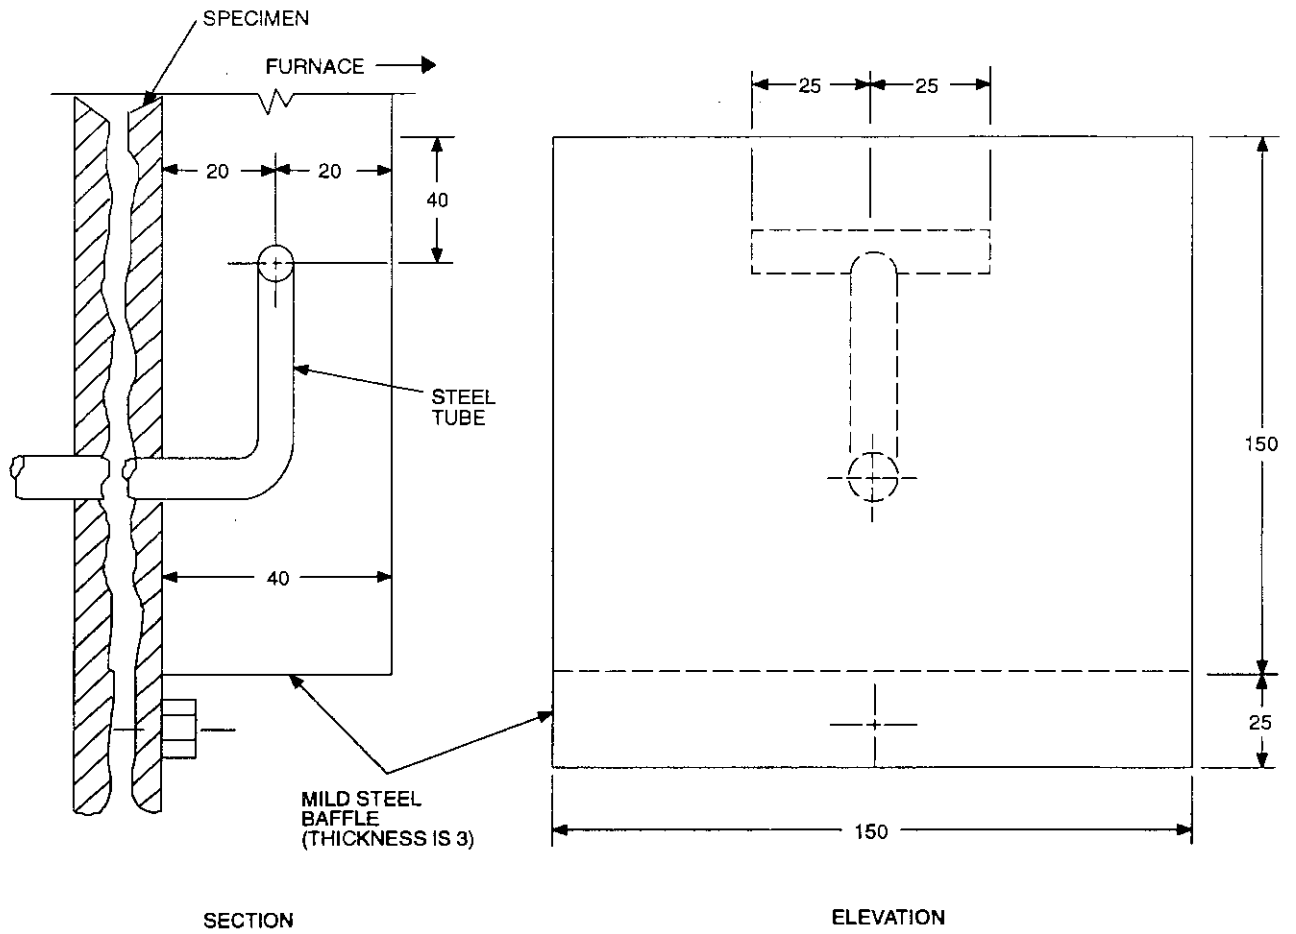 SPECIMEN
FURNACE
25
25
20
20
40
40
STEEL
TUBE
150
40
25
MILD STEEL
BAFFLE
(THICKNESS IS 3)
150
SECTION
ELEVATION